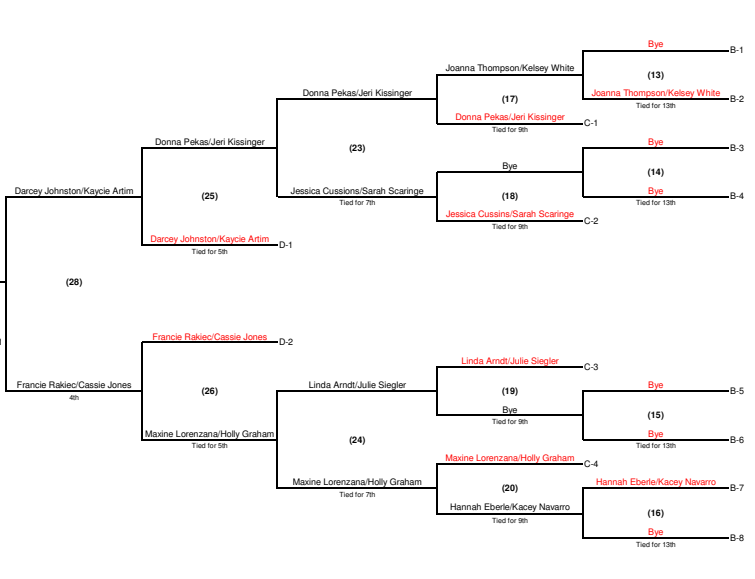 Bye
B-1
Joanna Thompson/Kelsey White
(13)
Donna Pekas/Jeri Kissinger
Joanna Thompson/Kelsey White
B-2
(17)
Tied for 13th
Donna Pekas/Jeri Kissinger
C-1
Tied for 9th
Donna Pekas/Jeri Kissinger
Bye
B-3
(23)
Bye
(14)
Darcey Johnston/Kaycie Artim
(25)
Jessica Cussions/Sarah Scaringe
(18)
Bye
B-4
Tied for 7th
Tied for 13th
Jessica Cussins/Sarah Scaringe
C-2
Tied for 9th
Darcey Johnston/Kaycie Artim
D-1
Tied for 5th
(28)
Francie Rakiec/Cassie Jones
D-2
Linda Arndt/Julie Siegler
C-3
Francie Rakiec/Cassie Jones
(26)
Linda Arndt/Julie Siegler
(19)
Bye
B-5
4th
Bye
(15)
Tied for 9th
Maxine Lorenzana/Holly Graham
(24)
Bye
B-6
Tied for 5th
Tied for 13th
Maxine Lorenzana/Holly Graham
C-4
Maxine Lorenzana/Holly Graham
(20)
Hannah Eberle/Kacey Navarro
B-7
Tied for 7th
Hannah Eberle/Kacey Navarro
(16)
Tied for 9th
Bye
B-8
Tied for 13th